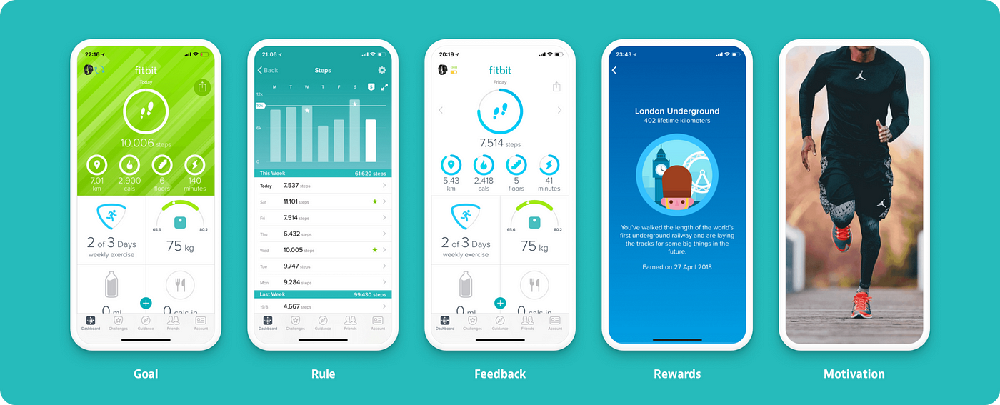 22:16
fitbit
Today
10.006 steps
7,01
km
2.900
cals
6
floors
140
minutes
2 of 3 Days
weekly exercise
65,6
80,2
75 kg
0 ml
0 cals in
Dashboard
Challenges
Guidance
Friends
Account
Goal
21:06
Back
Steps
M T W T F S S
12k
10k
6k
0
This Week 61.620 steps
Today 7.537 steps
Sat 11.101 steps
Fri 7.514 steps
Thu 6.432 steps
Wed 10.005 steps
Tue 9.747 steps
Mon 9.284 steps
Last Week 99.430 steps
19/8 4.667 steps
Dashboard
Challenges
Guidance
Friends
Account
Rule
20:19
fitbit
Friday
7.514 steps
5,43
km
2.418
cals
5
floors
41
minutes
2 of 3 Days
weekly exercise
65,6
80,2
75 kg
0 ml
0 cals in
Dashboard
Challenges
Guidance
Friends
Account
Feedback
23:43
London Underground
402 lifetime kilometers
You've walked the length of the world's
first underground railway and are laying
the tracks for some big things in the
future.
Earned on 27 April 2018
Rewards
Motivation